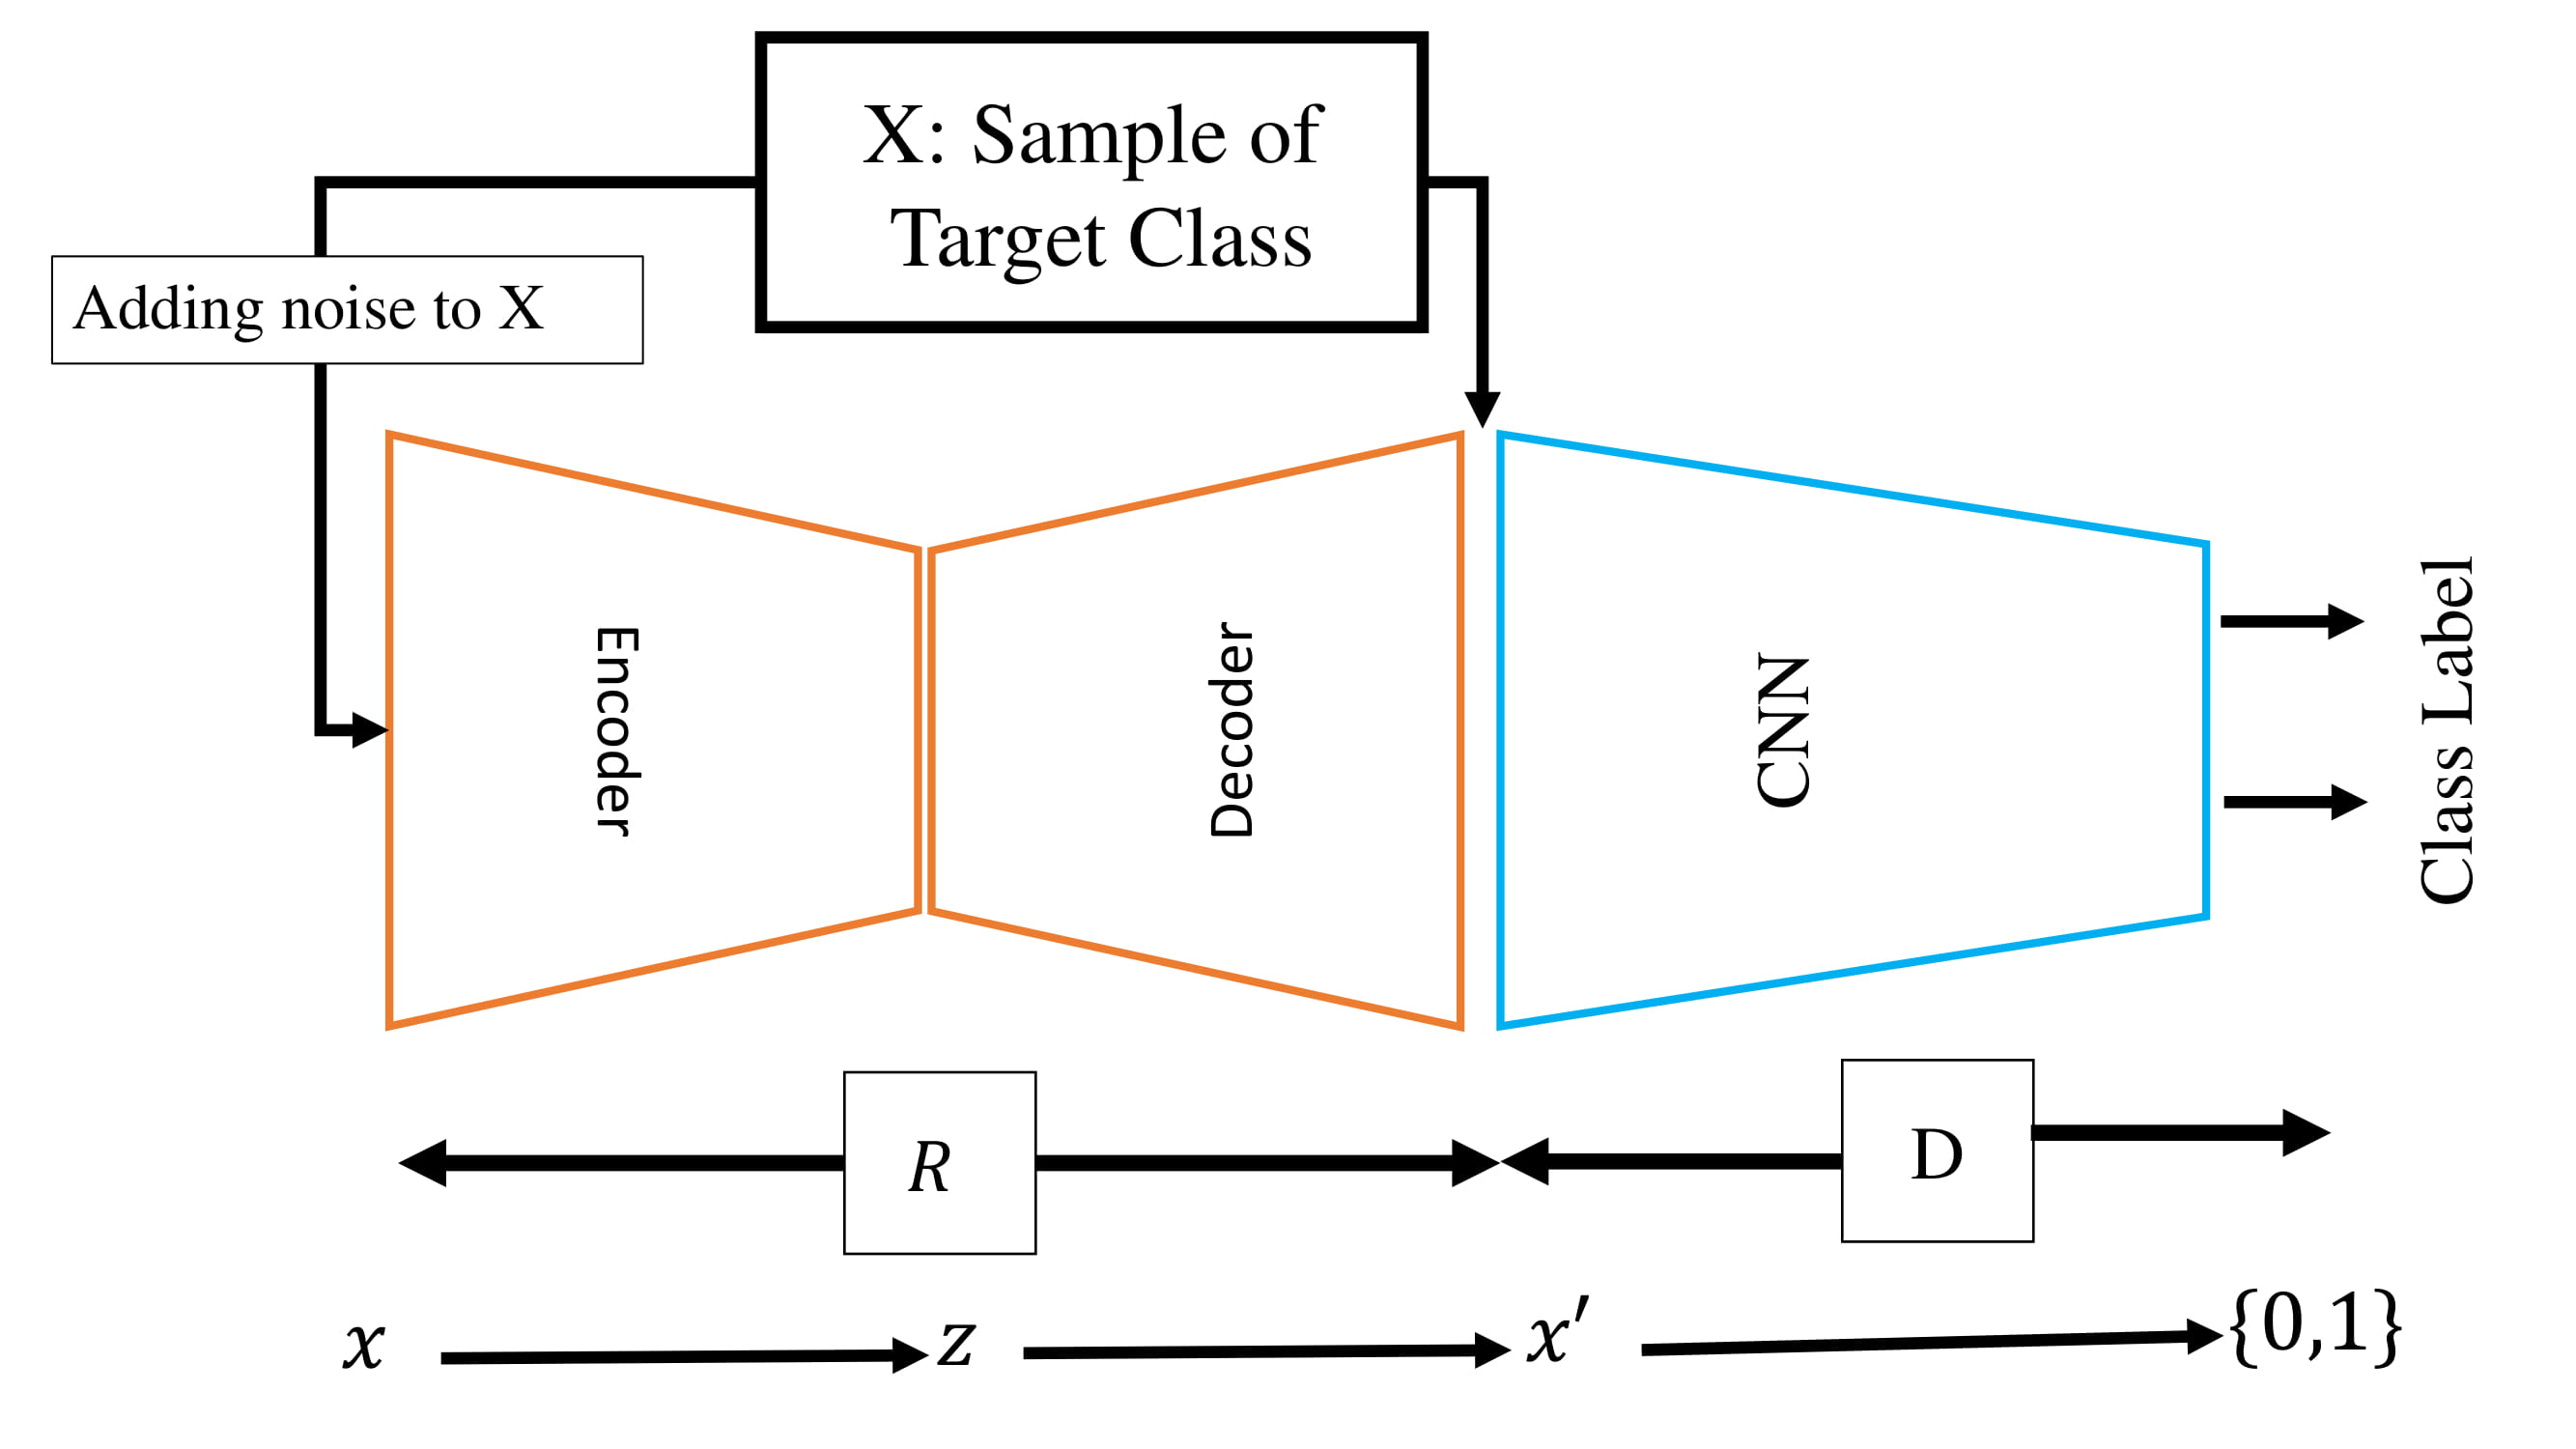 X: Sample of
Target Class
Adding noise to X
Encoder
Decoder
CNN
Class Label
R
D
x
z
x′
{0,1}